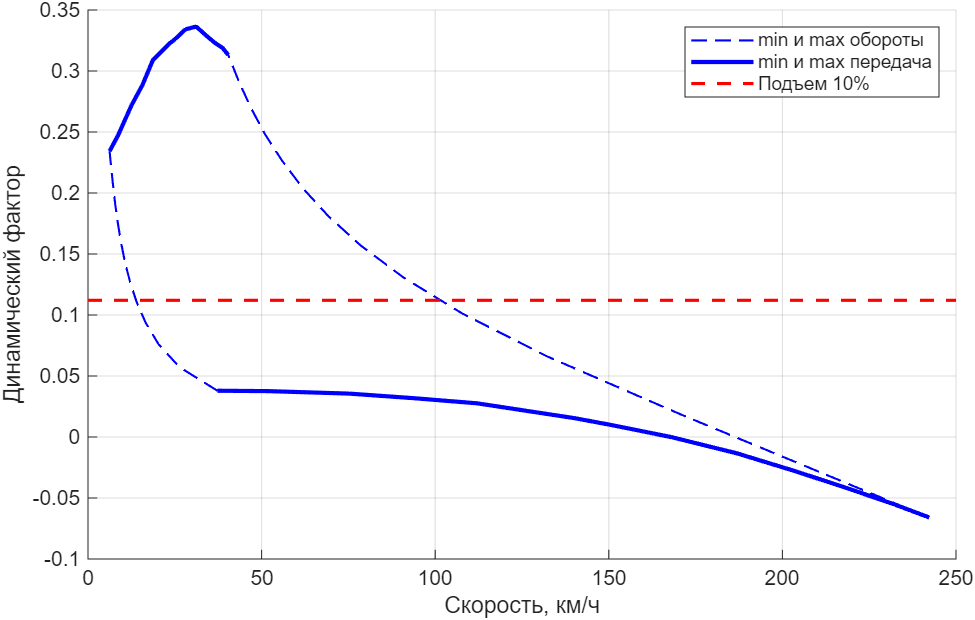 0.35
0.3
0.25
0.2
0.15
0.1
0.05
0
-0.05
-0.1
Динамический фактор
min и max обороты
min и max передача
Подъем 10%
0 50 100 150 200 250
Скорость, км/ч